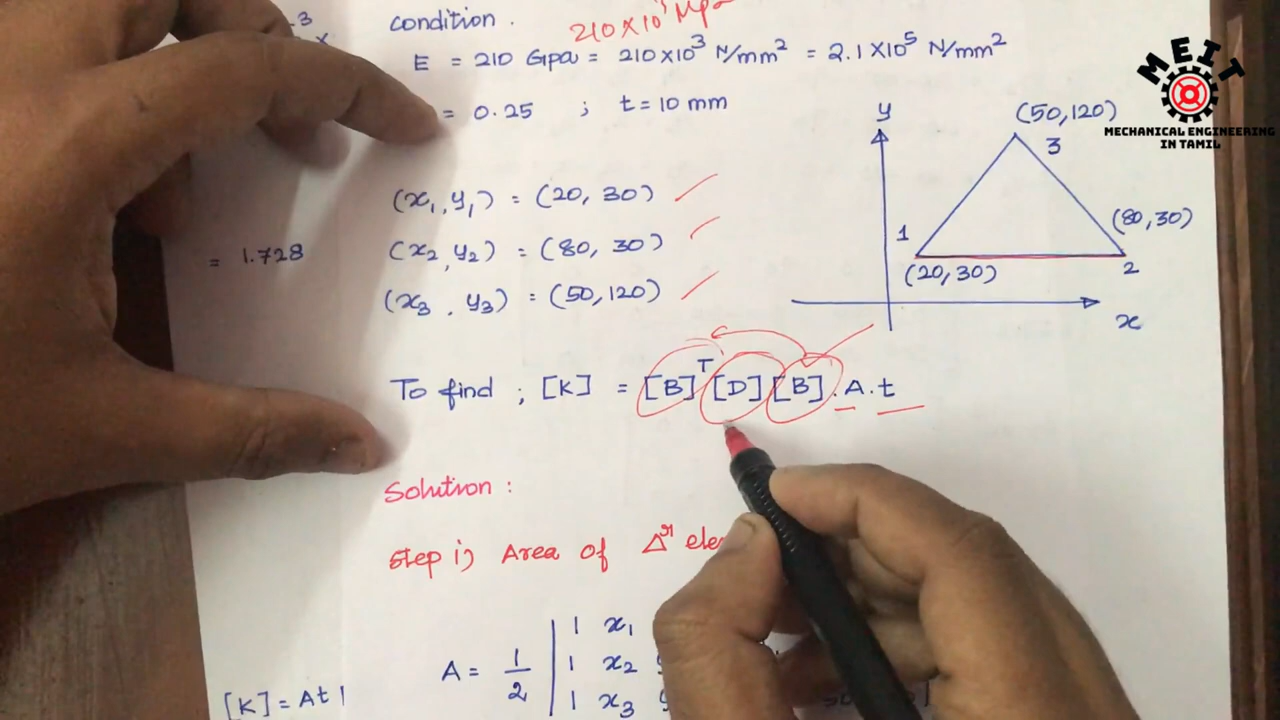 condition.
210×10³ Mpa
E = 210 Gpa = 210×10³ N/mm² = 2.1×10⁵ N/mm²
= 0.25 ; t = 10 mm
MEIT
MECHANICAL ENGINEERING
IN TAMIL
y
(50,120)
3
(x₁,y₁) = (20, 30)
(x₂,y₂) = (80, 30)
(x₃,y₃) = (50,120)
= 1.728
1
(80,30)
(20,30)
2
x
To find ; [K] = [B]ᵀ[D][B].A.t
Solution :
Step i) Area of
A = 1/2 | 1 x₁
1 x₂
1 x₃
[K] = At